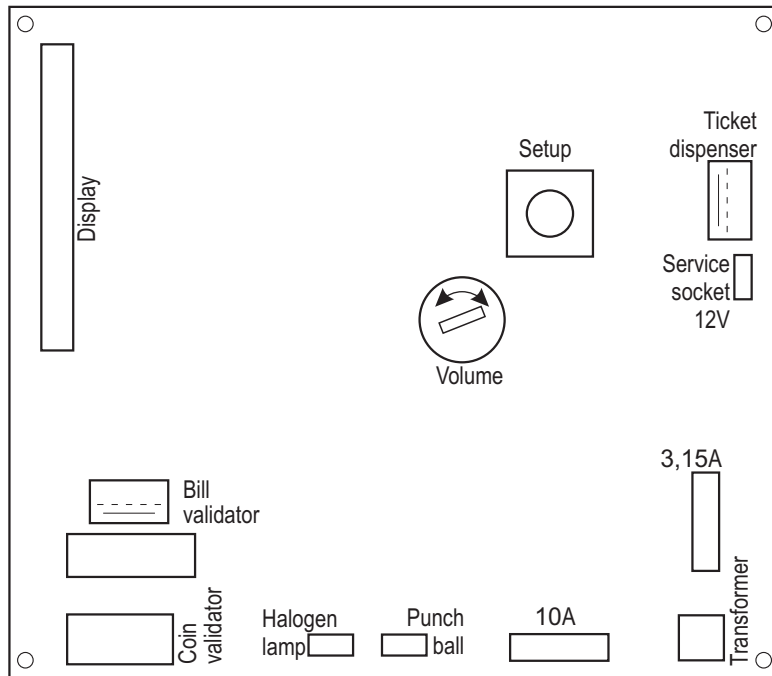 Ticket
dispenser
Setup
Display
Service
socket
12V
Volume
3,15A
Bill
validator
Coin
validator
Halogen
lamp
Punch
ball
10A
Transformer